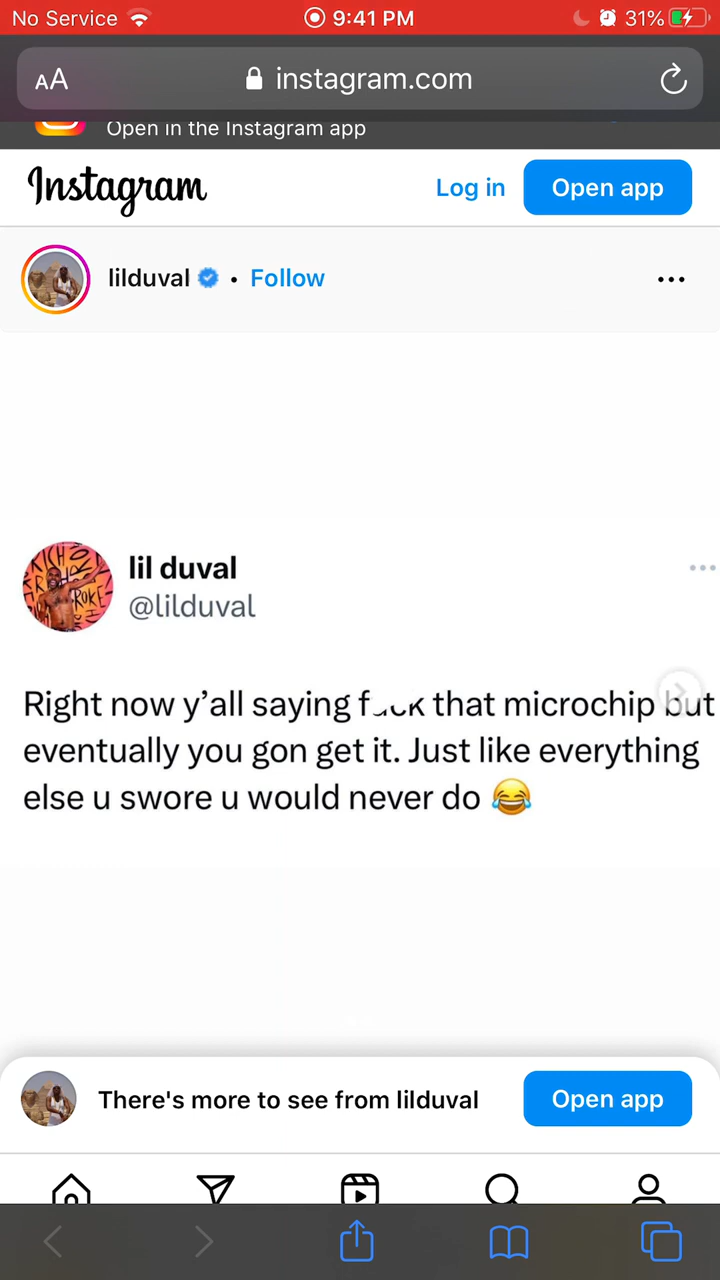 No Service 9:41 PM 31%
AA instagram.com
Open in the Instagram app
Instagram Log in Open app
lilduval • Follow
lil duval
@lilduval
Right now y’all saying f that microchip but
eventually you gon get it. Just like everything
else u swore u would never do 😂
There's more to see from lilduval Open app